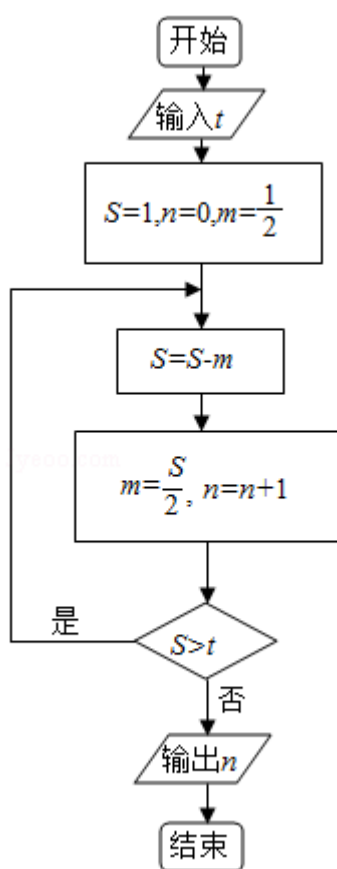 开始
输入t
S=1,n=0,m=1/2
S=S-m
m=S/2, n=n+1
是
S>t
否
输出n
结束